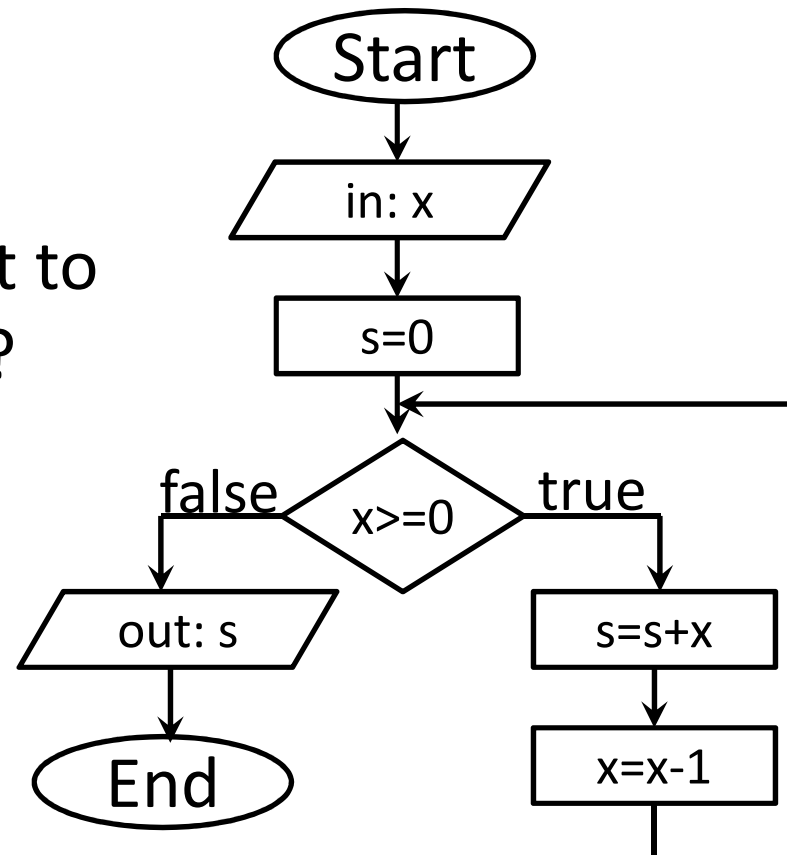 Start
in: x
t to
s=0
?
false
x>=0
true
out: s
s=s+x
End
x=x-1